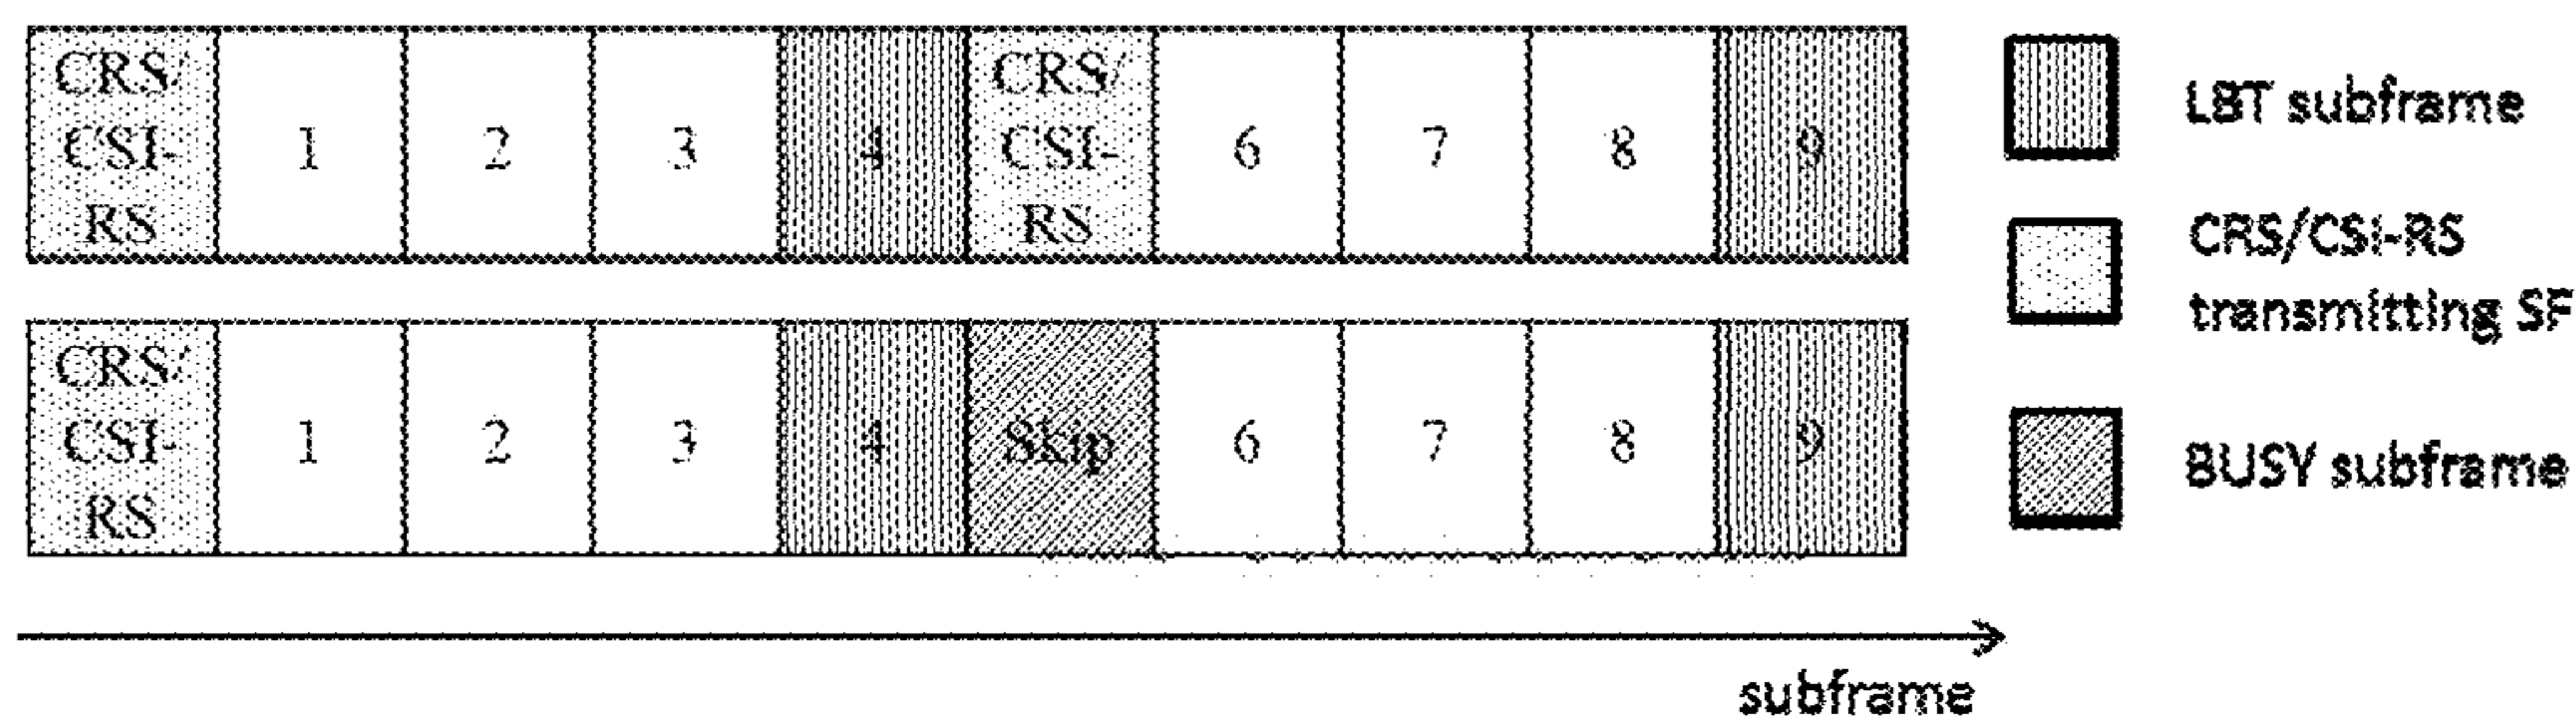 CRS/
CSI-
RS
1
2
3
4
CRS/
CSI-
RS
6
7
8
9
LBT subframe
CRS/CSI-RS
transmitting SF
BUSY subframe
CRS/
CSI-
RS
1
2
3
4
Skip
6
7
8
9
subframe